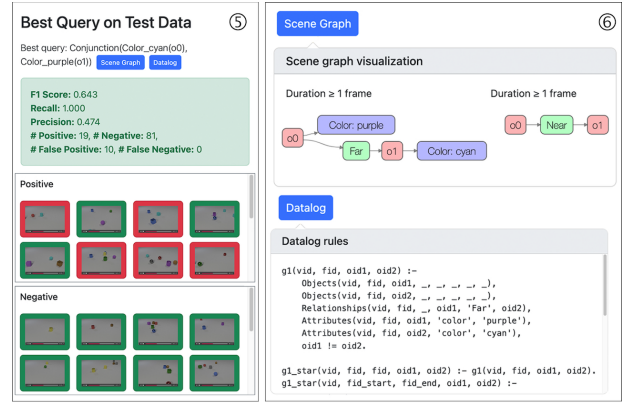 Best Query on Test Data
⑤
Best query: Conjunction(Color_cyan(o0),
Color_purple(o1)) Scene Graph Datalog
F1 Score: 0.643
Recall: 1.000
Precision: 0.474
# Positive: 19, # Negative: 81,
# False Positive: 10, # False Negative: 0
Positive
Negative
Scene Graph
⑥
Scene graph visualization
Duration ≥ 1 frame
Duration ≥ 1 frame
o0
Color: purple
Far
o1
Color: cyan
o0
Near
o1
Datalog
Datalog rules
g1(vid, fid, oid1, oid2) :-
Objects(vid, fid, oid1, _, _, _, _, _),
Objects(vid, fid, oid2, _, _, _, _, _),
Relationships(vid, fid, _, oid1, 'Far', oid2),
Attributes(vid, fid, oid1, 'color', 'purple'),
Attributes(vid, fid, oid2, 'color', 'cyan'),
oid1 != oid2.
g1_star(vid, fid, fid, oid1, oid2) :- g1(vid, fid, oid1, oid2).
g1_star(vid, fid_start, fid_end, oid1, oid2) :-